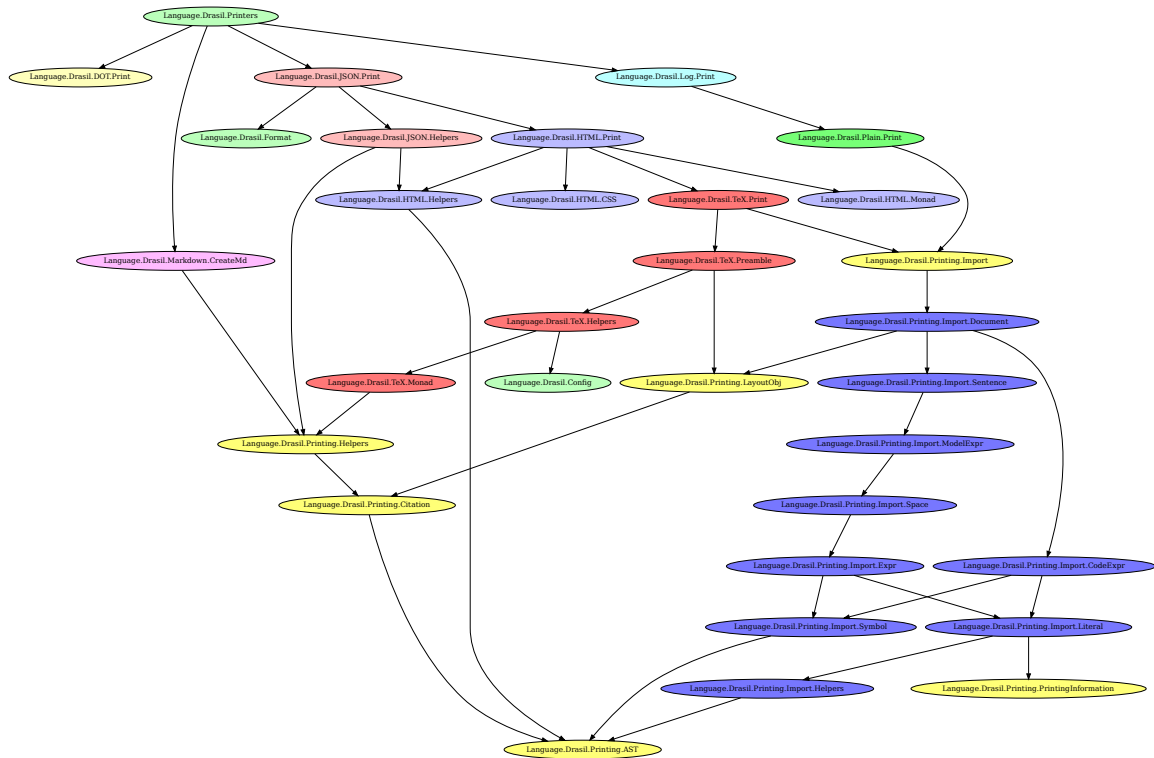 Language.Drasil.Printers
Language.Drasil.DOT.Print
Language.Drasil.JSON.Print
Language.Drasil.Log.Print
Language.Drasil.Format
Language.Drasil.JSON.Helpers
Language.Drasil.HTML.Print
Language.Drasil.Plain.Print
Language.Drasil.HTML.Helpers
Language.Drasil.HTML.CSS
Language.Drasil.TeX.Print
Language.Drasil.HTML.Monad
Language.Drasil.Markdown.CreateMd
Language.Drasil.TeX.Preamble
Language.Drasil.Printing.Import
Language.Drasil.TeX.Helpers
Language.Drasil.Printing.Import.Document
Language.Drasil.TeX.Monad
Language.Drasil.Config
Language.Drasil.Printing.LayoutObj
Language.Drasil.Printing.Import.Sentence
Language.Drasil.Printing.Helpers
Language.Drasil.Printing.Import.ModelExpr
Language.Drasil.Printing.Citation
Language.Drasil.Printing.Import.Space
Language.Drasil.Printing.Import.Expr
Language.Drasil.Printing.Import.CodeExpr
Language.Drasil.Printing.Import.Symbol
Language.Drasil.Printing.Import.Literal
Language.Drasil.Printing.Import.Helpers
Language.Drasil.Printing.PrintingInformation
Language.Drasil.Printing.AST